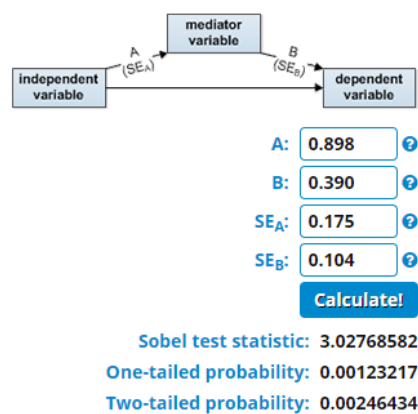 mediator
variable
A
(SEA)
B
(SEB)
independent
variable
dependent
variable
A: 0.898 ?
B: 0.390 ?
SEA: 0.175 ?
SEB: 0.104 ?
Calculate!
Sobel test statistic: 3.02768582
One-tailed probability: 0.00123217
Two-tailed probability: 0.00246434